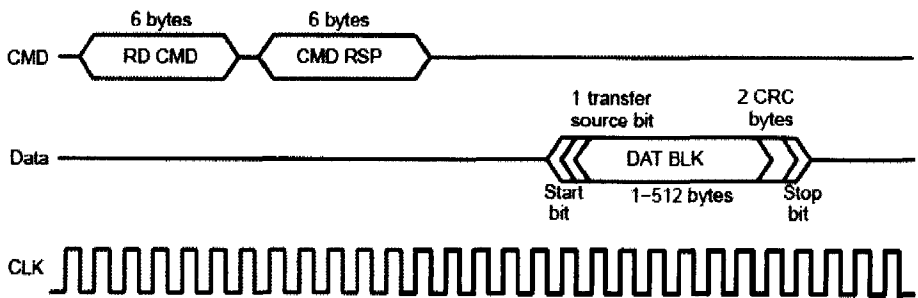 6 bytes
6 bytes
CMD
RD CMD
CMD RSP
1 transfer
source bit
2 CRC
bytes
Data
DAT BLK
Start
bit
1–512 bytes
Stop
bit
CLK